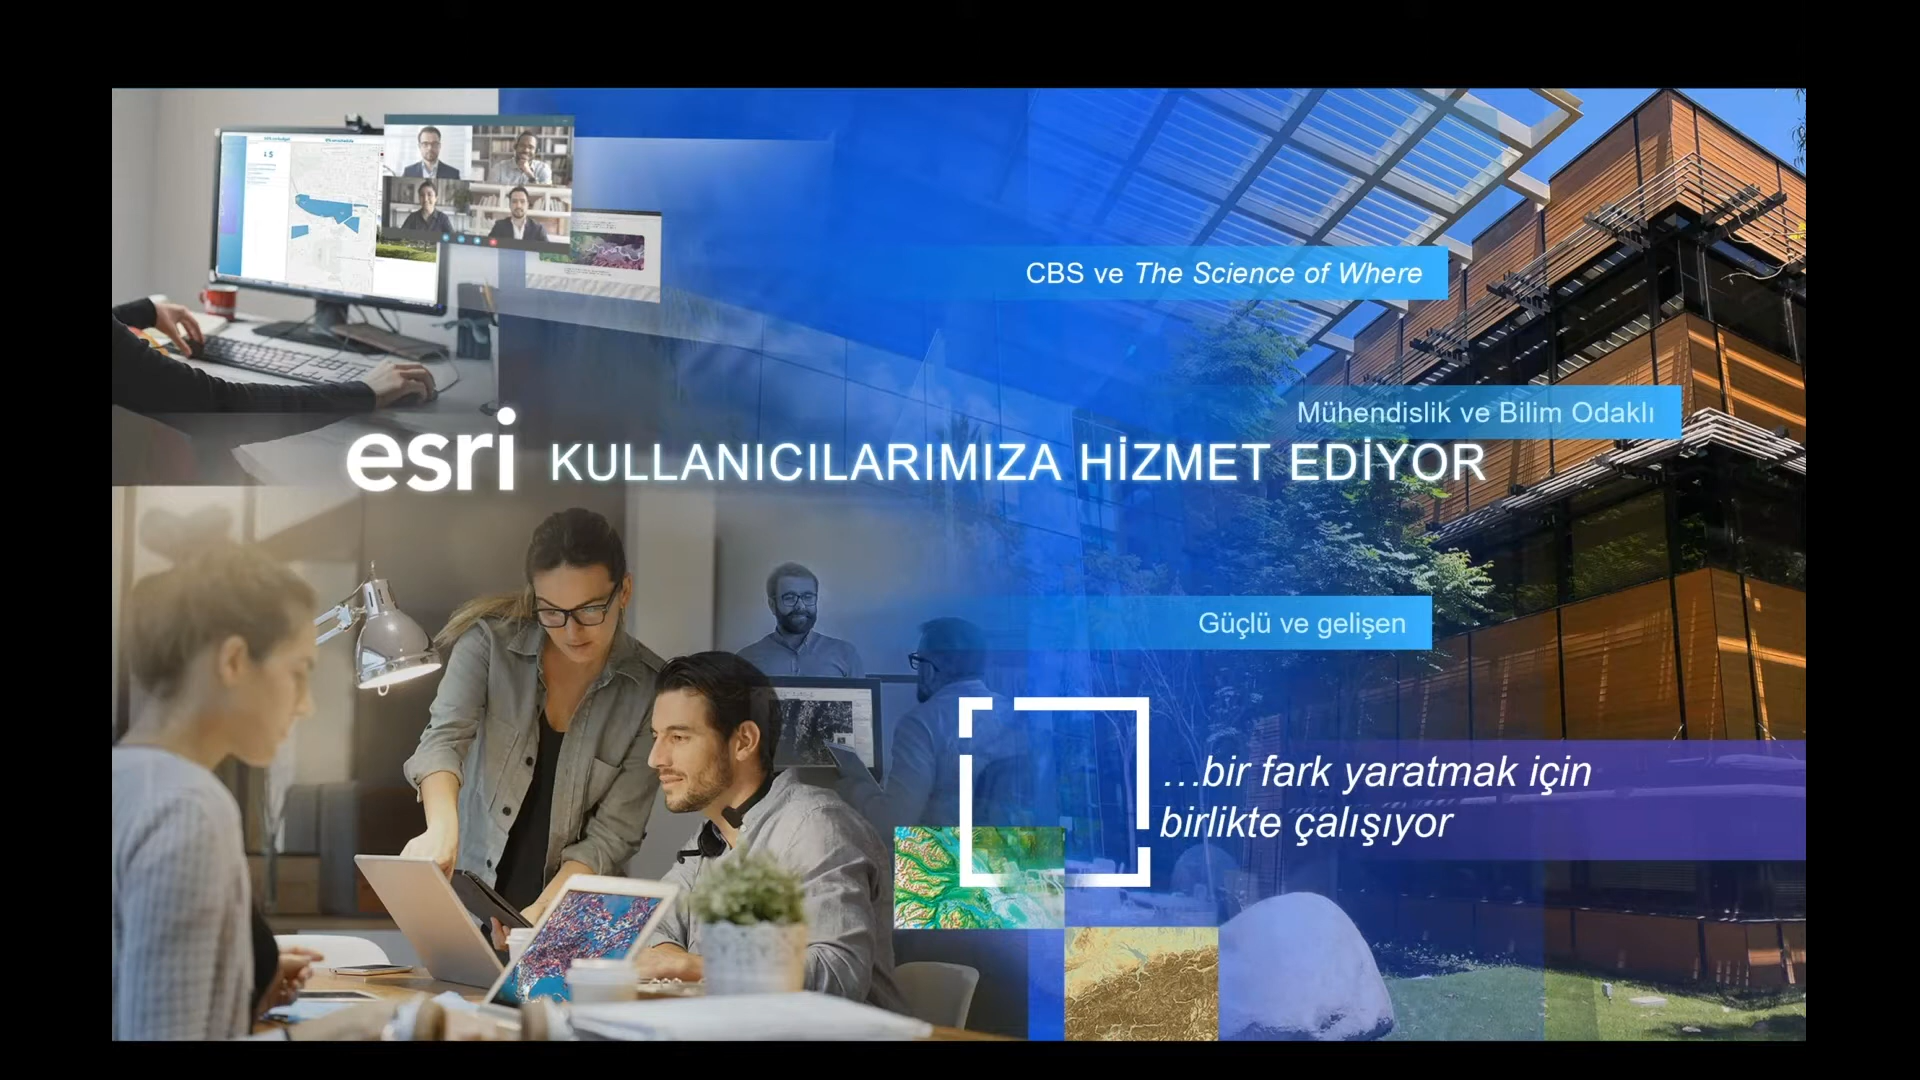 CBS ve The Science of Where
Mühendislik ve Bilim Odaklı
esri KULLANICILARIMIZA HİZMET EDİYOR
Güçlü ve gelişen
...bir fark yaratmak için
birlikte çalışıyor